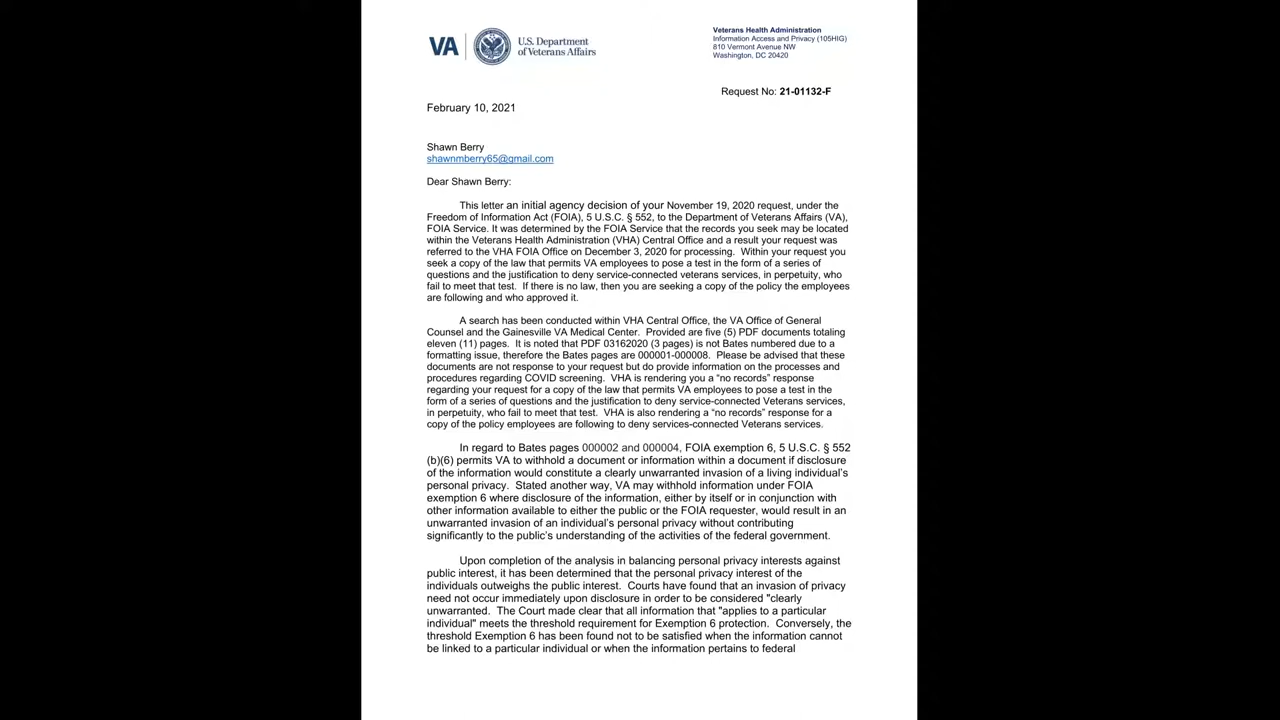 VA
U.S. Department
of Veterans Affairs
Veterans Health Administration
Information Access and Privacy (105HIG)
810 Vermont Avenue NW
Washington, DC 20420
Request No: 21-01132-F
February 10, 2021
Shawn Berry
shawnmberry65@gmail.com
Dear Shawn Berry:
This letter an initial agency decision of your November 19, 2020 request, under the
Freedom of Information Act (FOIA), 5 U.S.C. § 552, to the Department of Veterans Affairs (VA),
FOIA Service. It was determined by the FOIA Service that the records you seek may be located
within the Veterans Health Administration (VHA) Central Office and a result your request was
referred to the VHA FOIA Office on December 3, 2020 for processing. Within your request you
seek a copy of the law that permits VA employees to pose a test in the form of a series of
questions and the justification to deny service-connected veterans services, in perpetuity, who
fail to meet that test. If there is no law, then you are seeking a copy of the policy the employees
are following and who approved it.
A search has been conducted within VHA Central Office, the VA Office of General
Counsel and the Gainesville VA Medical Center. Provided are five (5) PDF documents totaling
eleven (11) pages. It is noted that PDF 03162020 (3 pages) is not Bates numbered due to a
formatting issue, therefore the Bates pages are 000001-000008. Please be advised that these
documents are not response to your request but do provide information on the processes and
procedures regarding COVID screening. VHA is rendering you a “no records” response
regarding your request for a copy of the law that permits VA employees to pose a test in the
form of a series of questions and the justification to deny service-connected Veterans services,
in perpetuity, who fail to meet that test. VHA is also rendering a “no records” response for a
copy of the policy employees are following to deny services-connected Veterans services.
In regard to Bates pages 000002 and 000004, FOIA exemption 6, 5 U.S.C. § 552
(b)(6) permits VA to withhold a document or information within a document if disclosure
of the information would constitute a clearly unwarranted invasion of a living individual’s
personal privacy. Stated another way, VA may withhold information under FOIA
exemption 6 where disclosure of the information, either by itself or in conjunction with
other information available to either the public or the FOIA requester, would result in an
unwarranted invasion of an individual’s personal privacy without contributing
significantly to the public’s understanding of the activities of the federal government.
Upon completion of the analysis in balancing personal privacy interests against
public interest, it has been determined that the personal privacy interest of the
individuals outweighs the public interest. Courts have found that an invasion of privacy
need not occur immediately upon disclosure in order to be considered "clearly
unwarranted. The Court made clear that all information that "applies to a particular
individual" meets the threshold requirement for Exemption 6 protection. Conversely, the
threshold Exemption 6 has been found not to be satisfied when the information cannot
be linked to a particular individual or when the information pertains to federal